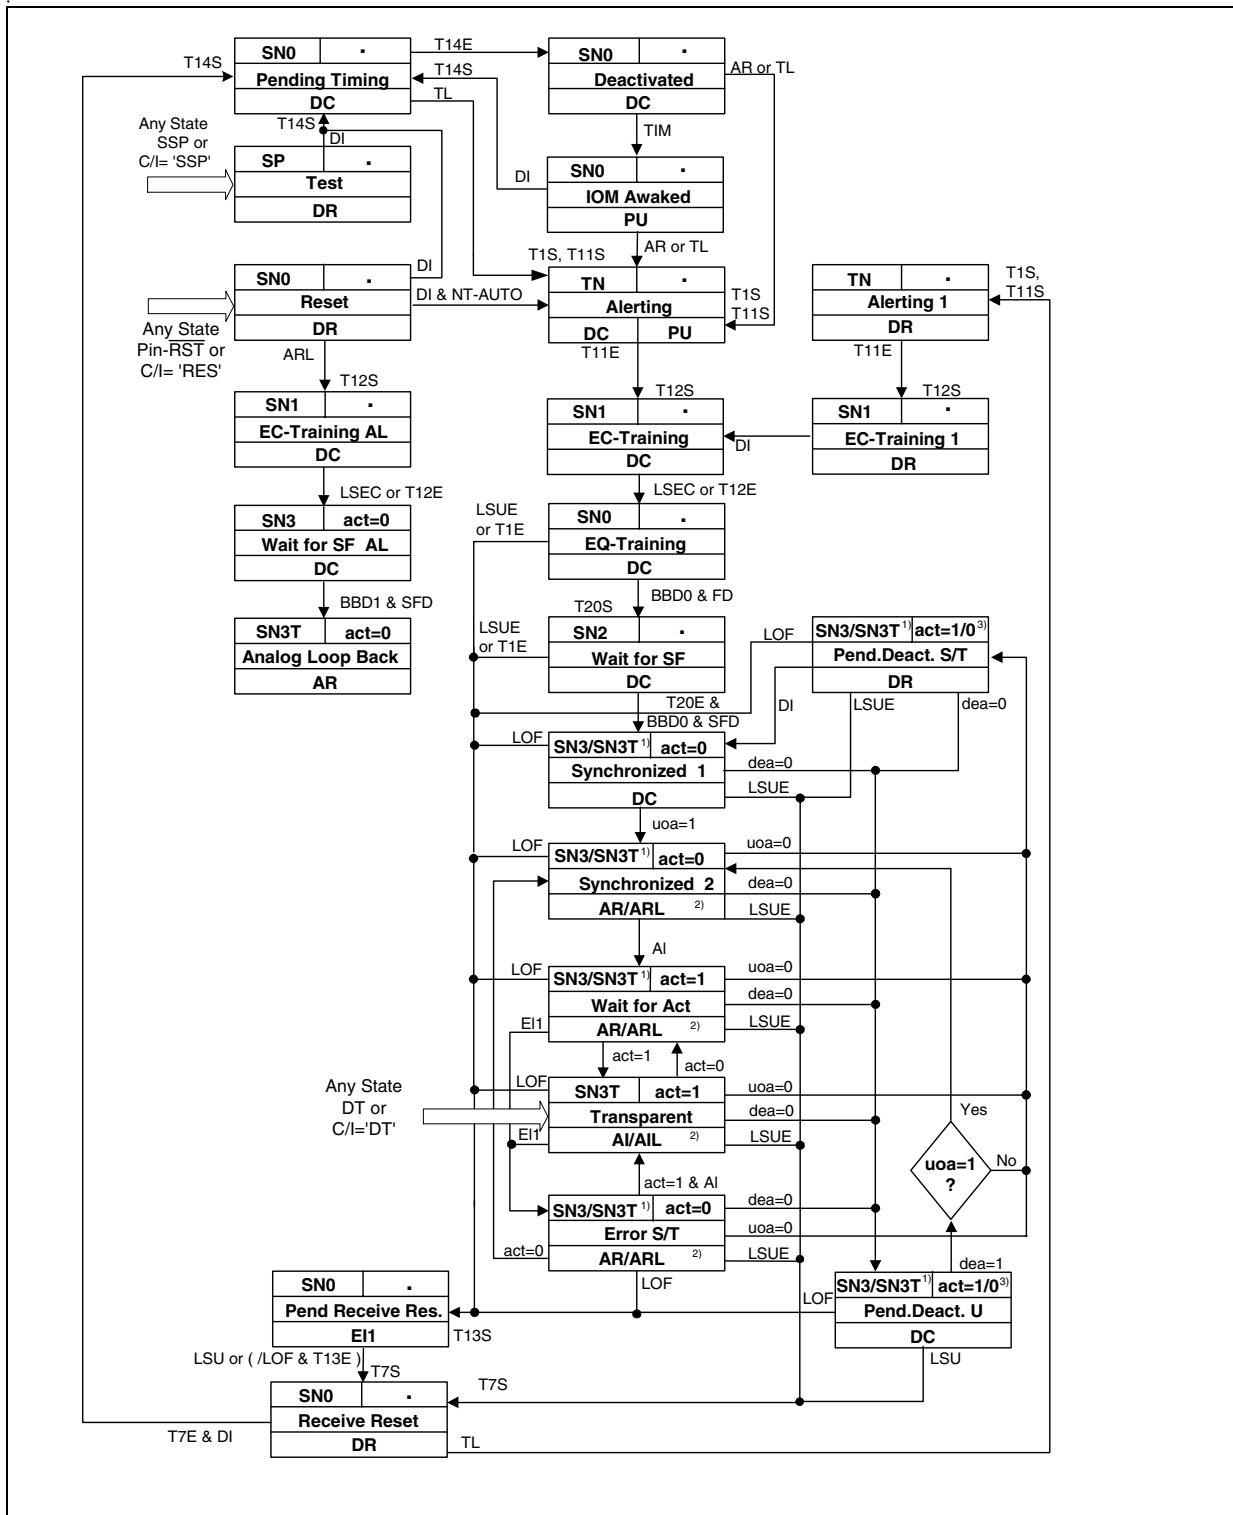 SN0 .
Pending Timing
DC
T14S
T14E
T14S
TL
SN0 .
Deactivated
DC
AR or TL
TIM
Any State
SSP or
C/I= 'SSP'
T14S
DI
SP .
Test
DR
DI
SN0 .
IOM Awaked
PU
AR or TL
T1S, T11S
Any State
Pin-RST or
C/I= 'RES'
SN0 .
Reset
DR
DI
DI & NT-AUTO
TN .
Alerting
DC PU
T1S
T11S
TN .
Alerting 1
DR
T1S,
T11S
ARL
T12S
T11E
T12S
T11E
T12S
SN1 .
EC-Training AL
DC
SN1 .
EC-Training
DC
DI
SN1 .
EC-Training 1
DR
LSEC or T12E
LSEC or T12E
SN3 act=0
Wait for SF AL
DC
LSUE
or T1E
SN0 .
EQ-Training
DC
BBD1 & SFD
BBD0 & FD
T20S
SN3T act=0
Analog Loop Back
AR
LSUE
or T1E
SN2 .
Wait for SF
DC
LOF
SN3/SN3T 1) act=1/0 3)
Pend.Deact. S/T
DR
T20E &
BBD0 & SFD
DI
LSUE
dea=0
LOF
SN3/SN3T 1) act=0
Synchronized 1
DC
dea=0
LSUE
uoa=1
LOF
SN3/SN3T 1) act=0
Synchronized 2
AR/ARL 2)
uoa=0
dea=0
LSUE
AI
LOF
SN3/SN3T 1) act=1
Wait for Act
AR/ARL 2)
uoa=0
dea=0
LSUE
EI1
act=1
act=0
Any State
DT or
C/I='DT'
LOF
SN3T act=1
Transparent
AI/AIL 2)
uoa=0
dea=0
LSUE
EI1
Yes
uoa=1
?
No
act=1 & AI
SN3/SN3T 1) act=0
Error S/T
AR/ARL 2)
dea=0
uoa=0
LSUE
act=0
LOF
dea=1
SN0 .
Pend Receive Res.
EI1
T13S
LOF
SN3/SN3T 1) act=1/0 3)
Pend.Deact. U
DC
LSU
LSU or ( /LOF & T13E )
T7S
T7S
SN0 .
Receive Reset
DR
T7E & DI
TL